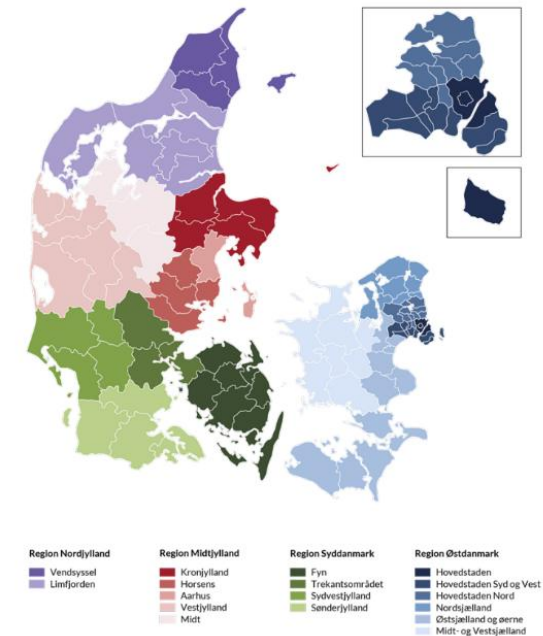 Region Nordjylland
Vendsyssel
Limfjorden
Region Midtjylland
Kronjylland
Horsens
Aarhus
Vestjylland
Midt
Region Syddanmark
Fyn
Trekantsområdet
Sydvestjylland
Sønderjylland
Region Østdanmark
Hovedstaden
Hovedstaden Syd og Vest
Hovedstaden Nord
Nordsjælland
Østsjælland og øerne
Midt- og Vestsjælland